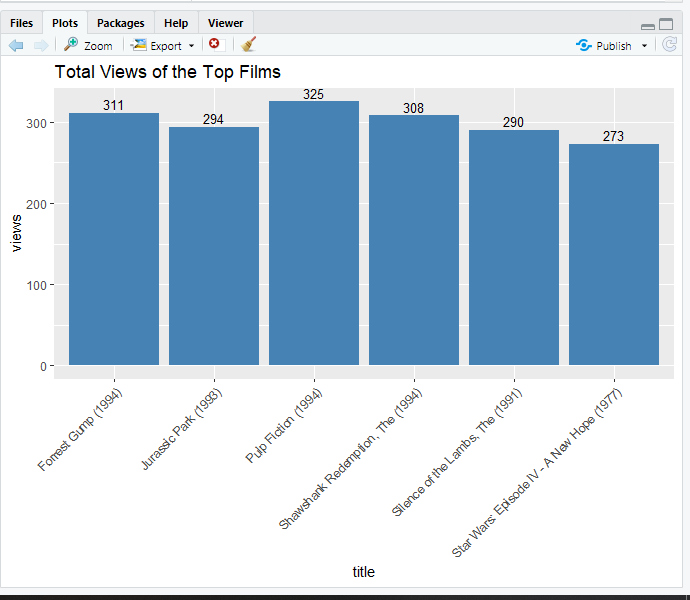 Files Plots Packages Help Viewer
Zoom Export Publish
Total Views of the Top Films
311 294 325 308 290 273
300
200
100
0
views
Forrest Gump (1994)
Jurassic Park (1993)
Pulp Fiction (1994)
Shawshank Redemption, The (1994)
Silence of the Lambs, The (1991)
Star Wars: Episode IV - A New Hope (1977)
title